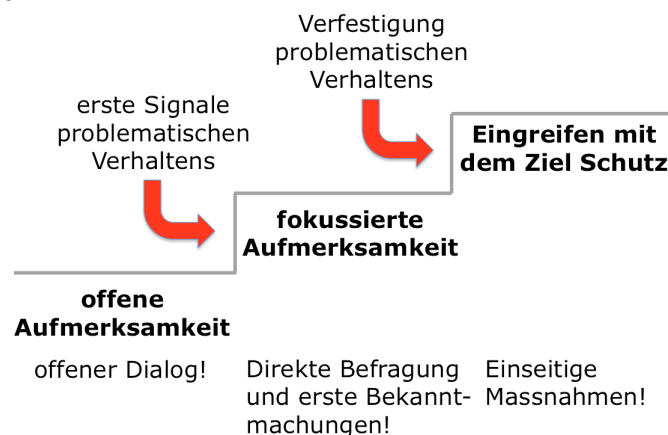 Verfestigung
problematischen
Verhaltens
erste Signale
problematischen
Verhaltens
Eingreifen mit
dem Ziel Schutz
fokussierte
Aufmerksamkeit
offene
Aufmerksamkeit
offener Dialog!
Direkte Befragung
und erste Bekannt-
machungen!
Einseitige
Massnahmen!